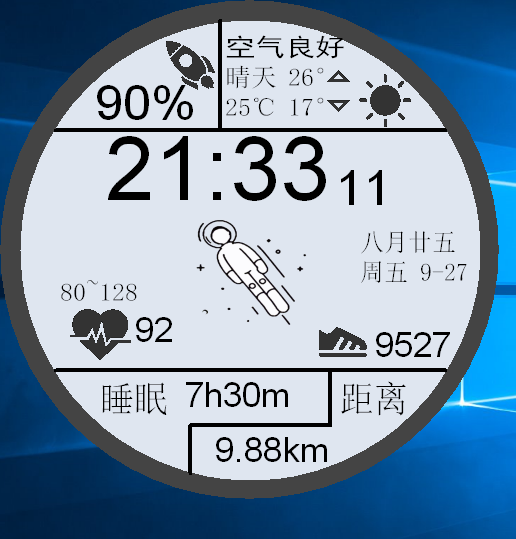 空气良好
晴天 26°
90%
25℃ 17°
21:33 11
八月廿五
周五 9-27
80~128
92
9527
睡眠 7h30m
距离
9.88km